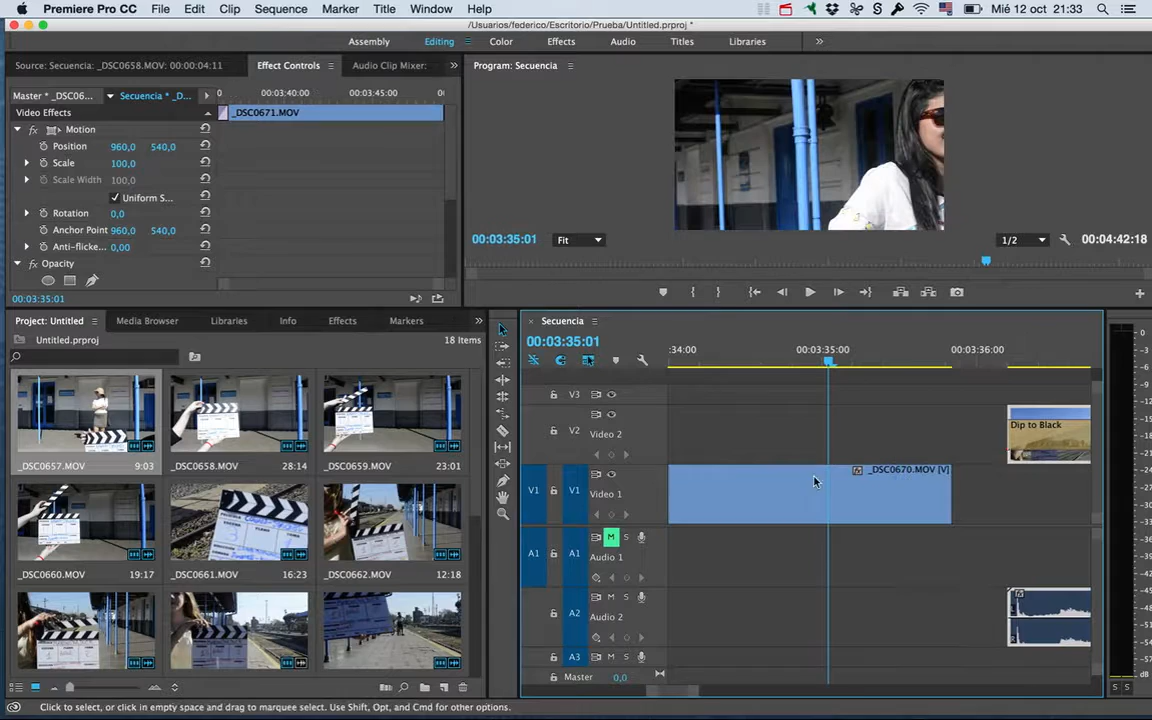 Premiere Pro CC File Edit Clip Sequence Marker Title Window Help
Mié 12 oct 21:33
/Usuarios/federico/Escritorio/Prueba/Untitled.prproj *
Assembly Editing Color Effects Audio Titles Libraries
Source: Secuencia: _DSC0658.MOV: 00:00:04:11 Effect Controls Audio Clip Mixer:
Program: Secuencia
Master * _DSC06... Secuencia * _D... 0 00:03:40:00 00:03:45:00
Video Effects
_DSC0671.MOV
fx Motion
Position 960,0 540,0
Scale 100,0
Scale Width 100,0
Uniform S...
Rotation 0,0
Anchor Point 960,0 540,0
Anti-flicke... 0,00
fx Opacity
00:03:35:01
00:03:35:01 Fit 1/2 00:04:42:18
Project: Untitled Media Browser Libraries Info Effects Markers
Untitled.prproj 18 Items
_DSC0657.MOV 9:03
_DSC0658.MOV 28:14
_DSC0659.MOV 23:01
_DSC0660.MOV 19:17
_DSC0661.MOV 16:23
_DSC0662.MOV 12:18
Secuencia
00:03:35:01
:34:00 00:03:35:00 00:03:36:00
V3
V2 Video 2
Dip to Black
V1 V1 Video 1
fx _DSC0670.MOV [V]
A1 A1 M S Audio 1
A2 M S Audio 2
fx
A3 M S
Master 0,0
0
-6
S S
Click to select, or click in empty space and drag to marquee select. Use Shift, Opt, and Cmd for other options.